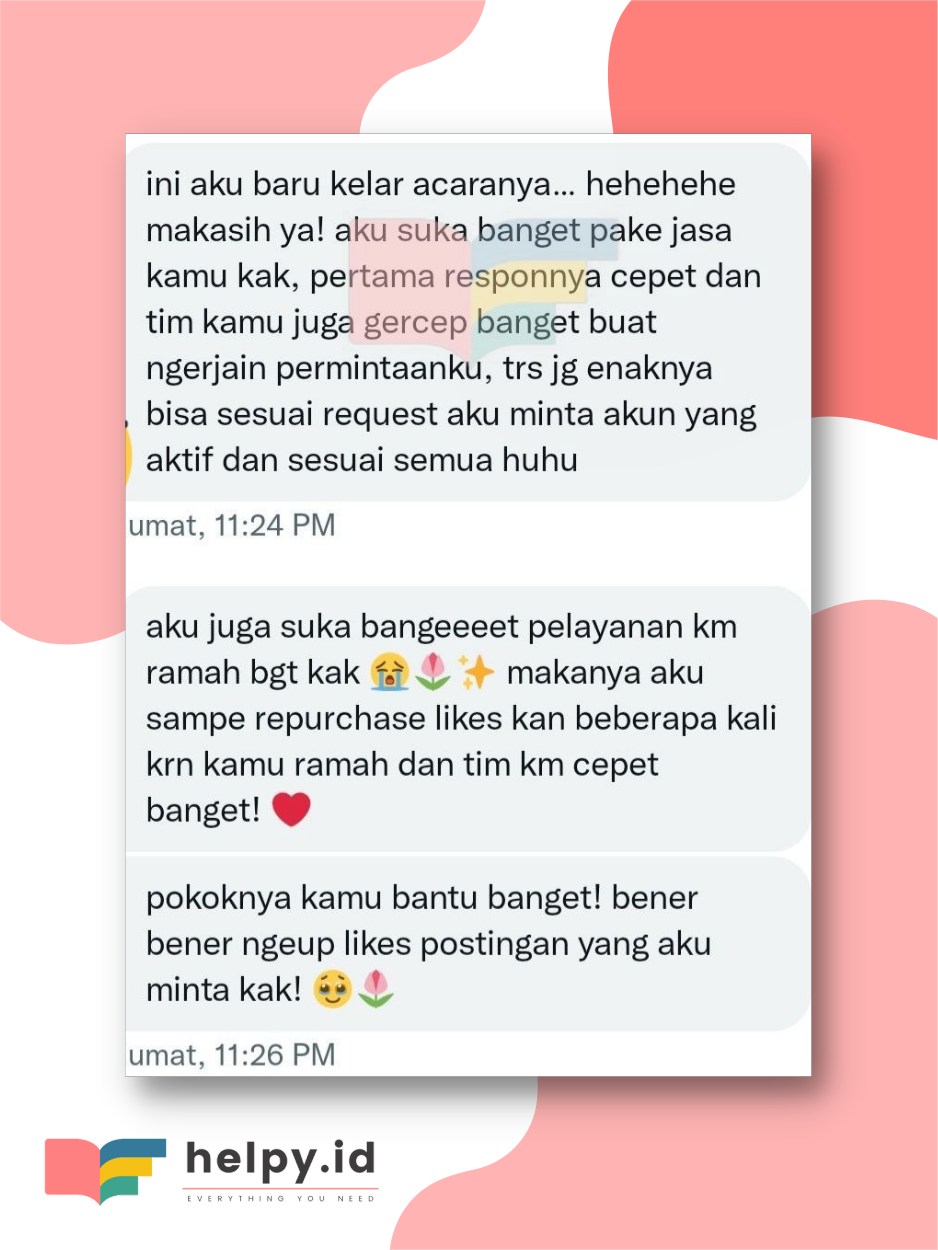 ini aku baru kelar acaranya... hehehehe
makasih ya! aku suka banget pake jasa
kamu kak, pertama responnya cepet dan
tim kamu juga gercep banget buat
ngerjain permintaanku, trs jg enaknya
bisa sesuai request aku minta akun yang
aktif dan sesuai semua huhu
umat, 11:24 PM
aku juga suka bangeeeet pelayanan km
ramah bgt kak 😭🌷✨ makanya aku
sampe repurchase likes kan beberapa kali
krn kamu ramah dan tim km cepet
banget! ❤️
pokoknya kamu bantu banget! bener
bener ngeup likes postingan yang aku
minta kak! 🥹🌷
umat, 11:26 PM
helpy.id
EVERYTHING YOU NEED